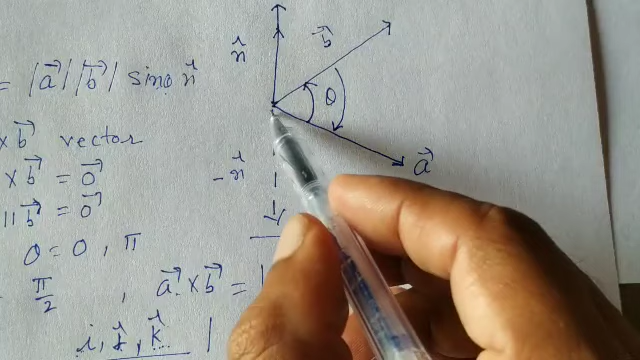 n̂
b⃗
= |a⃗| |b⃗| sinθ n̂
θ
×b⃗ vector
a⃗
×b⃗ = 0⃗
- n̂
∥b⃗ = 0⃗
θ = 0, π
π/2 , a⃗ × b⃗ =
i, k̂